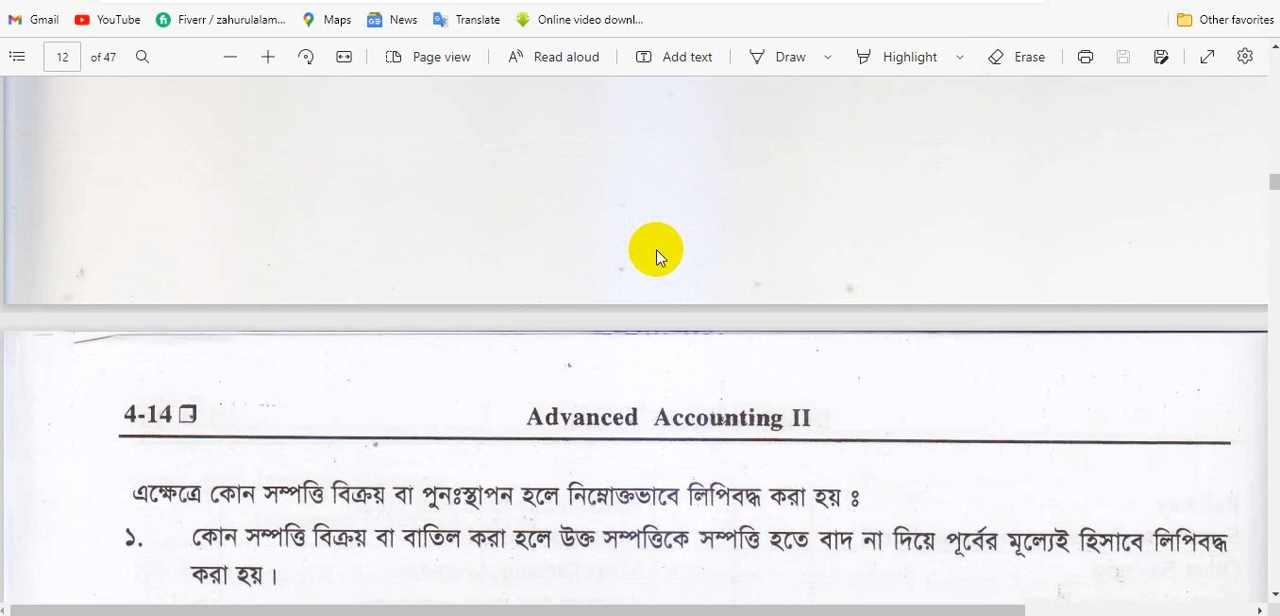 Gmail YouTube Fiverr / zahurulalam... Maps News Translate Online video downl... Other favorites
12 of 47 Page view Read aloud Add text Draw Highlight Erase
4-14 Advanced Accounting II
এক্ষেত্রে কোন সম্পত্তি বিক্রয় বা পুনঃস্থাপন হলে নিম্নোক্তভাবে লিপিবদ্ধ করা হয় ঃ
১. কোন সম্পত্তি বিক্রয় বা বাতিল করা হলে উক্ত সম্পত্তিকে সম্পত্তি হতে বাদ না দিয়ে পূর্বের মূল্যেই হিসাবে লিপিবদ্ধ
করা হয়।